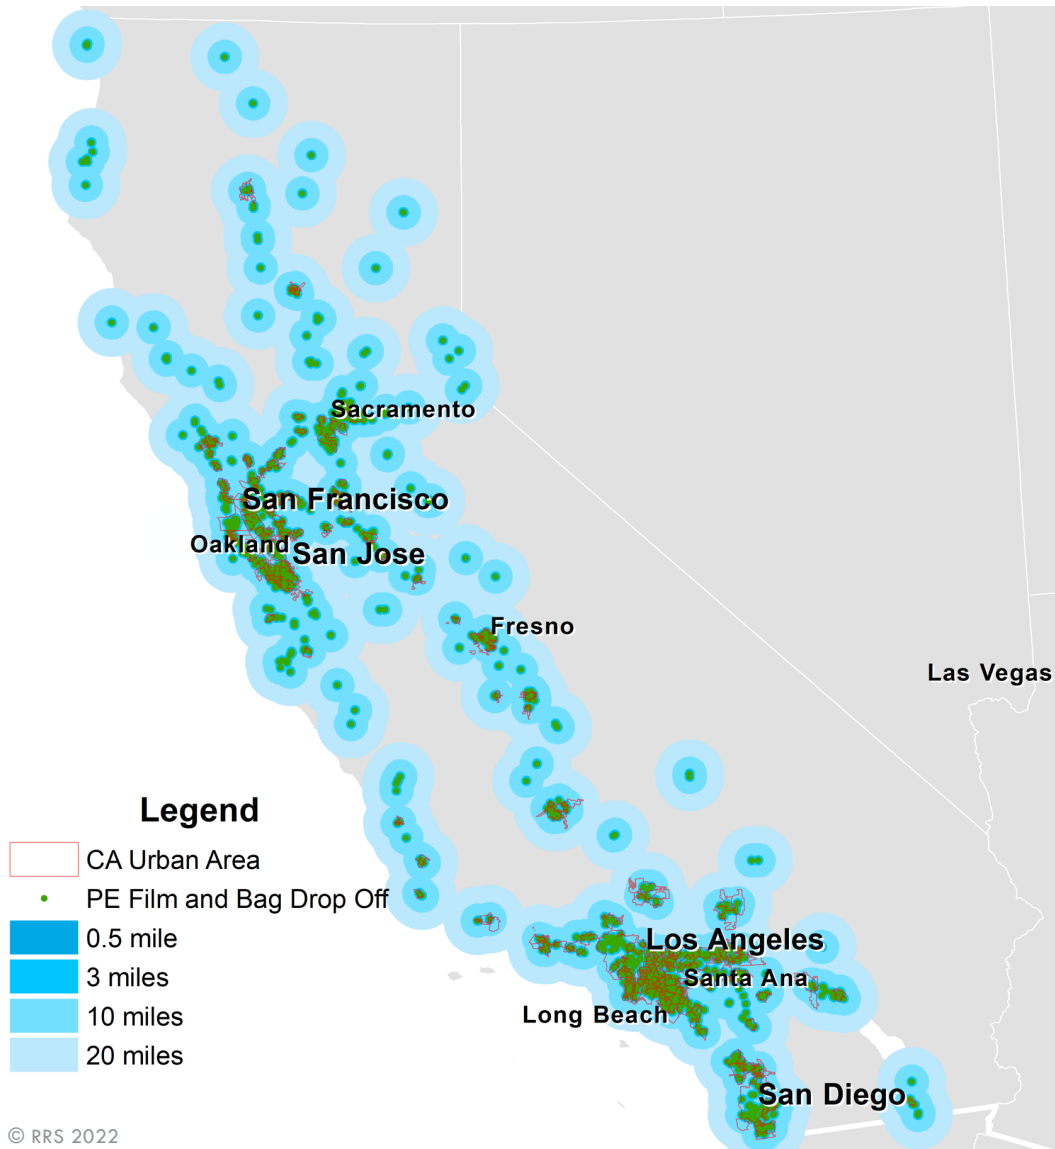 Sacramento
San Francisco
Oakland
San Jose
Fresno
Las Vegas
Legend
CA Urban Area
PE Film and Bag Drop Off
0.5 mile
3 miles
10 miles
20 miles
Los Angeles
Santa Ana
Long Beach
San Diego
© RRS 2022